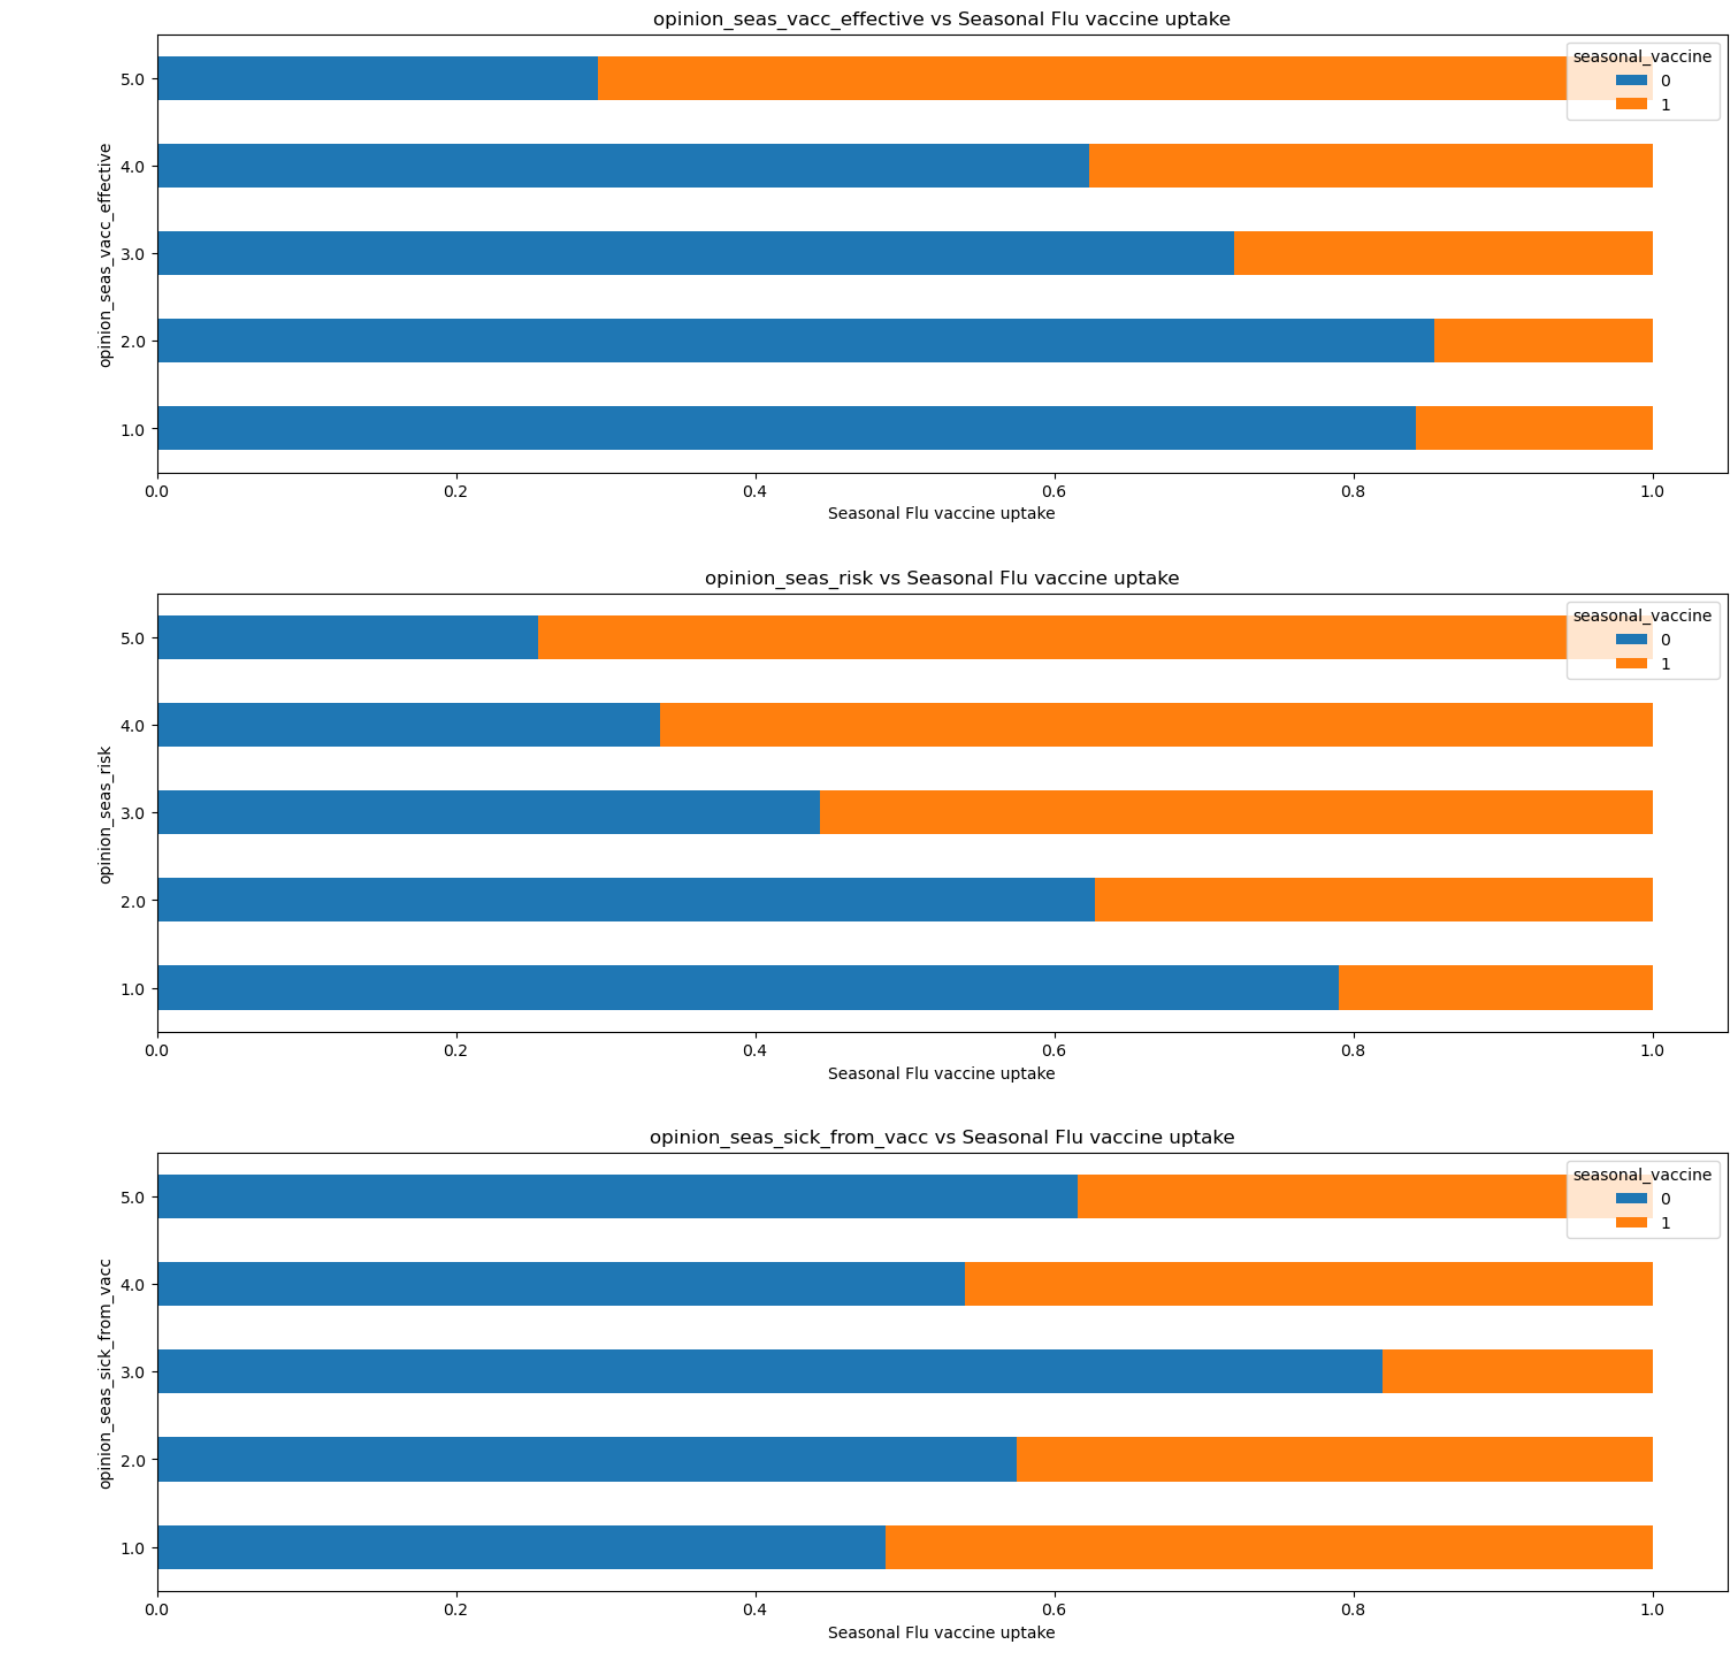 opinion_seas_vacc_effective vs Seasonal Flu vaccine uptake
seasonal_vaccine
0
1
opinion_seas_vacc_effective
5.0
4.0
3.0
2.0
1.0
0.0 0.2 0.4 0.6 0.8 1.0
Seasonal Flu vaccine uptake
opinion_seas_risk vs Seasonal Flu vaccine uptake
seasonal_vaccine
0
1
opinion_seas_risk
5.0
4.0
3.0
2.0
1.0
0.0 0.2 0.4 0.6 0.8 1.0
Seasonal Flu vaccine uptake
opinion_seas_sick_from_vacc vs Seasonal Flu vaccine uptake
seasonal_vaccine
0
1
opinion_seas_sick_from_vacc
5.0
4.0
3.0
2.0
1.0
0.0 0.2 0.4 0.6 0.8 1.0
Seasonal Flu vaccine uptake